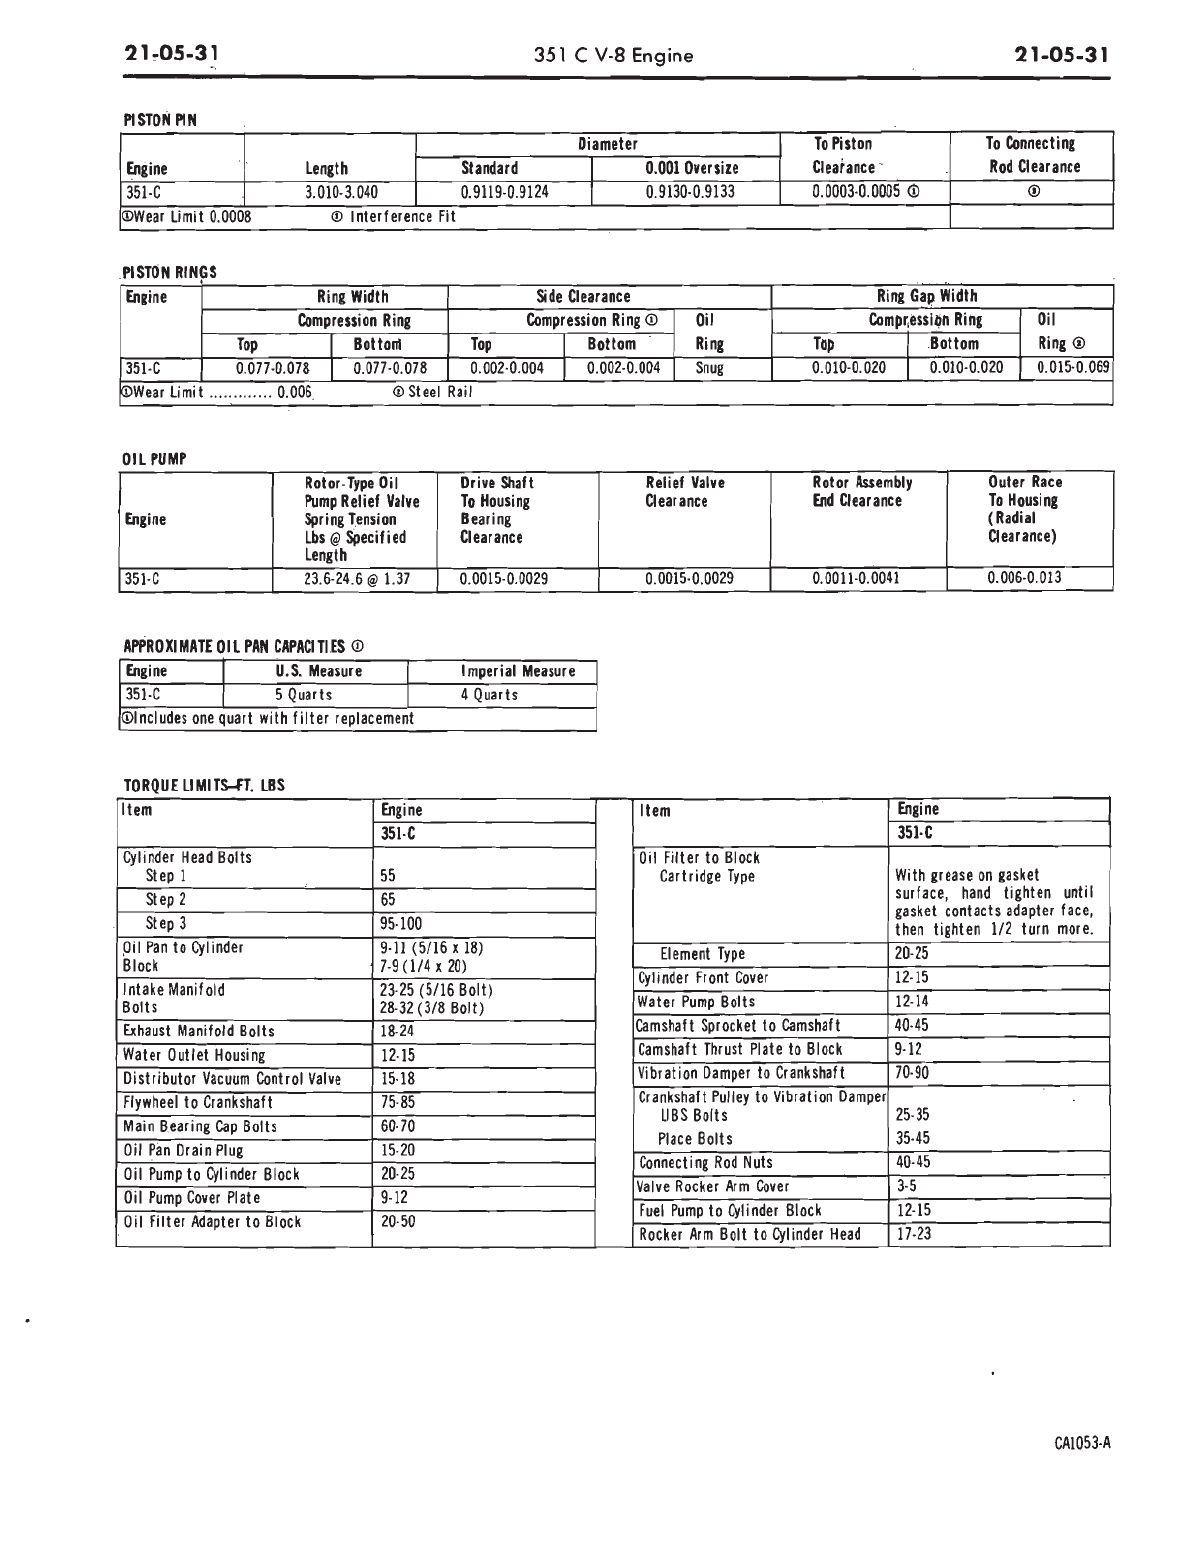 21-05-31 351 C V-8 Engine 21-05-31
PISTON PIN
Diameter To Piston To Connecting
Engine Length Standard 0.001 Oversize Clearance Rod Clearance
351-C 3.010-3.040 0.9119-0.9124 0.9130-0.9133 0.0003-0.0005 ① ②
①Wear Limit 0.0008 ② Interference Fit
PISTON RINGS
Engine Ring Width Side Clearance Ring Gap Width
Compression Ring Compression Ring ① Oil Compression Ring Oil
Top Bottom Top Bottom Ring Top Bottom Ring ②
351-C 0.077-0.078 0.077-0.078 0.002-0.004 0.002-0.004 Snug 0.010-0.020 0.010-0.020 0.015-0.069
①Wear Limit ............. 0.006 ② Steel Rail
OIL PUMP
Rotor-Type Oil Drive Shaft Relief Valve Rotor Assembly Outer Race
Pump Relief Valve To Housing Clearance End Clearance To Housing
Engine Spring Tension Bearing (Radial
Lbs @ Specified Clearance Clearance)
Length
351-C 23.6-24.6 @ 1.37 0.0015-0.0029 0.0015-0.0029 0.0011-0.0041 0.006-0.013
APPROXIMATE OIL PAN CAPACITIES ①
Engine U.S. Measure Imperial Measure
351-C 5 Quarts 4 Quarts
①Includes one quart with filter replacement
TORQUE LIMITS-FT. LBS
Item Engine
351-C
Cylinder Head Bolts
Step 1 55
Step 2 65
Step 3 95-100
Oil Pan to Cylinder 9-11 (5/16 x 18)
Block 7-9 (1/4 x 20)
Intake Manifold 23-25 (5/16 Bolt)
Bolts 28-32 (3/8 Bolt)
Exhaust Manifold Bolts 18-24
Water Outlet Housing 12-15
Distributor Vacuum Control Valve 15-18
Flywheel to Crankshaft 75-85
Main Bearing Cap Bolts 60-70
Oil Pan Drain Plug 15-20
Oil Pump to Cylinder Block 20-25
Oil Pump Cover Plate 9-12
Oil Filter Adapter to Block 20-50
Item Engine
351-C
Oil Filter to Block
Cartridge Type With grease on gasket
surface, hand tighten until
gasket contacts adapter face,
then tighten 1/2 turn more.
Element Type 20-25
Cylinder Front Cover 12-15
Water Pump Bolts 12-14
Camshaft Sprocket to Camshaft 40-45
Camshaft Thrust Plate to Block 9-12
Vibration Damper to Crankshaft 70-90
Crankshaft Pulley to Vibration Damper
UBS Bolts 25-35
Place Bolts 35-45
Connecting Rod Nuts 40-45
Valve Rocker Arm Cover 3-5
Fuel Pump to Cylinder Block 12-15
Rocker Arm Bolt to Cylinder Head 17-23
CA1053-A